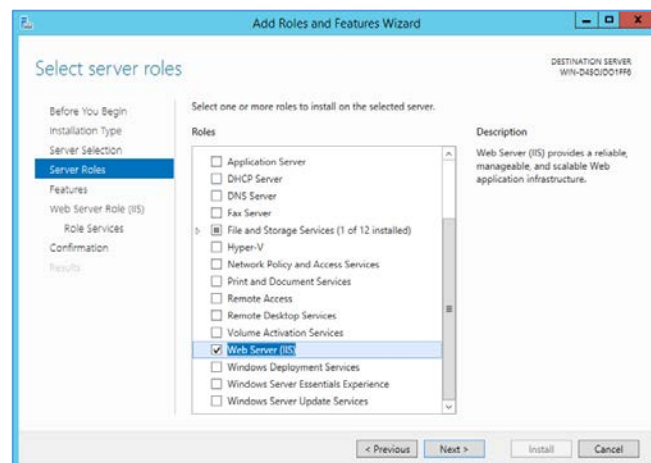 Add Roles and Features Wizard
Select server roles
DESTINATION SERVER
Before You Begin
Installation Type
Server Selection
Server Roles
Features
Web Server Role (IIS)
Role Services
Confirmation
Results
Select one or more roles to install on the selected server.
Roles
Application Server
DHCP Server
DNS Server
Fax Server
File and Storage Services (1 of 12 installed)
Hyper-V
Network Policy and Access Services
Print and Document Services
Remote Access
Remote Desktop Services
Volume Activation Services
Web Server (IIS)
Windows Deployment Services
Windows Server Essentials Experience
Windows Server Update Services
Description
Web Server (IIS) provides a reliable,
manageable, and scalable Web
application infrastructure.
< Previous
Next >
Install
Cancel